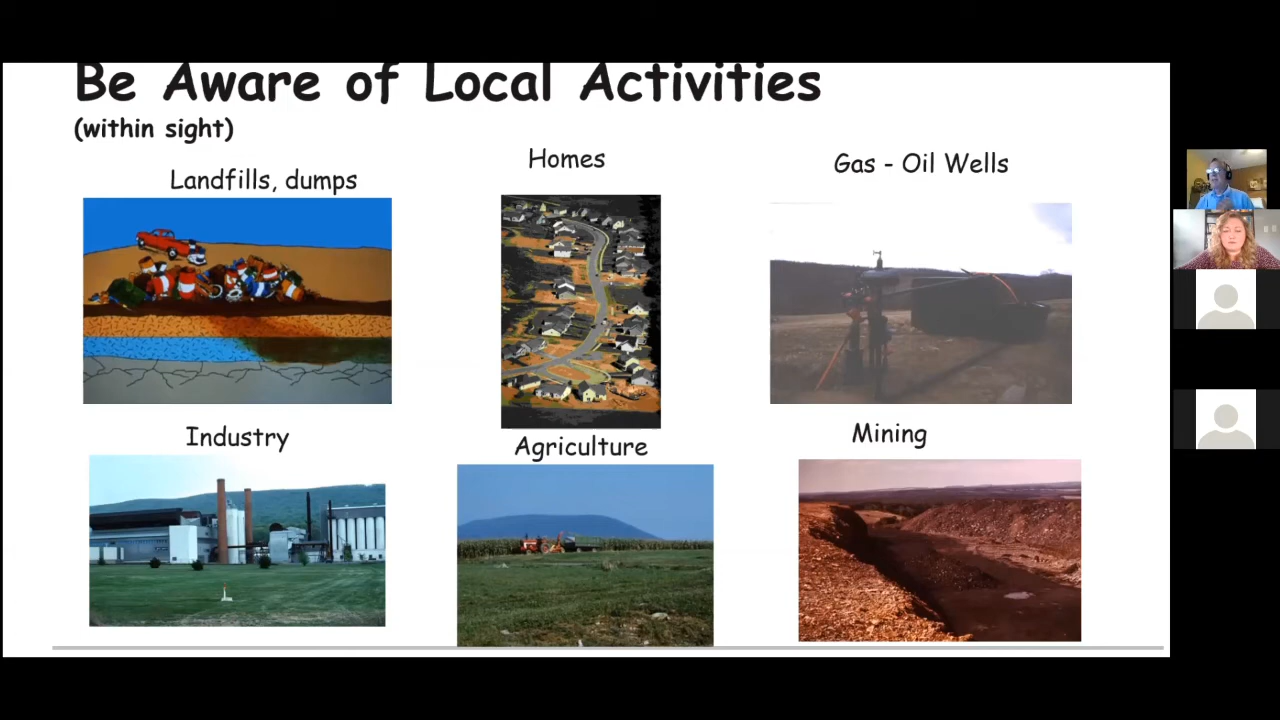 Be Aware of Local Activities
(within sight)
Landfills, dumps
Homes
Gas - Oil Wells
Industry
Agriculture
Mining